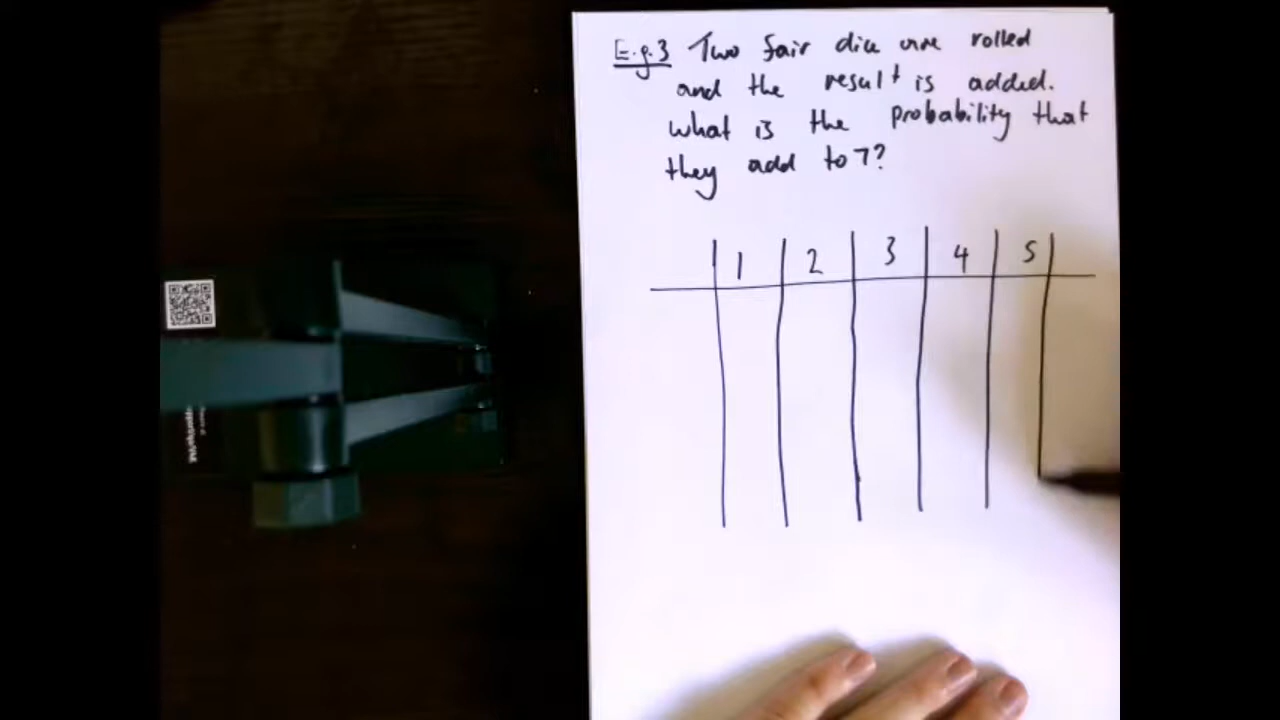 E.g.3 Two fair dice are rolled
and the result is added.
What is the probability that
they add to 7?
1 2 3 4 5